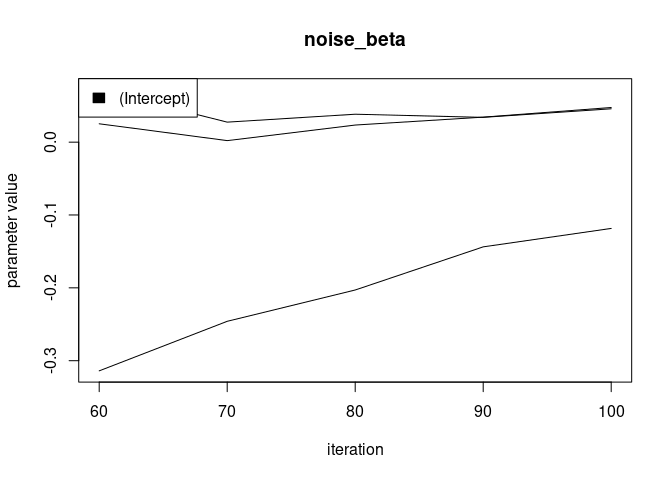 noise_beta
(Intercept)
parameter value
0.0
-0.1
-0.2
-0.3
60 70 80 90 100
iteration